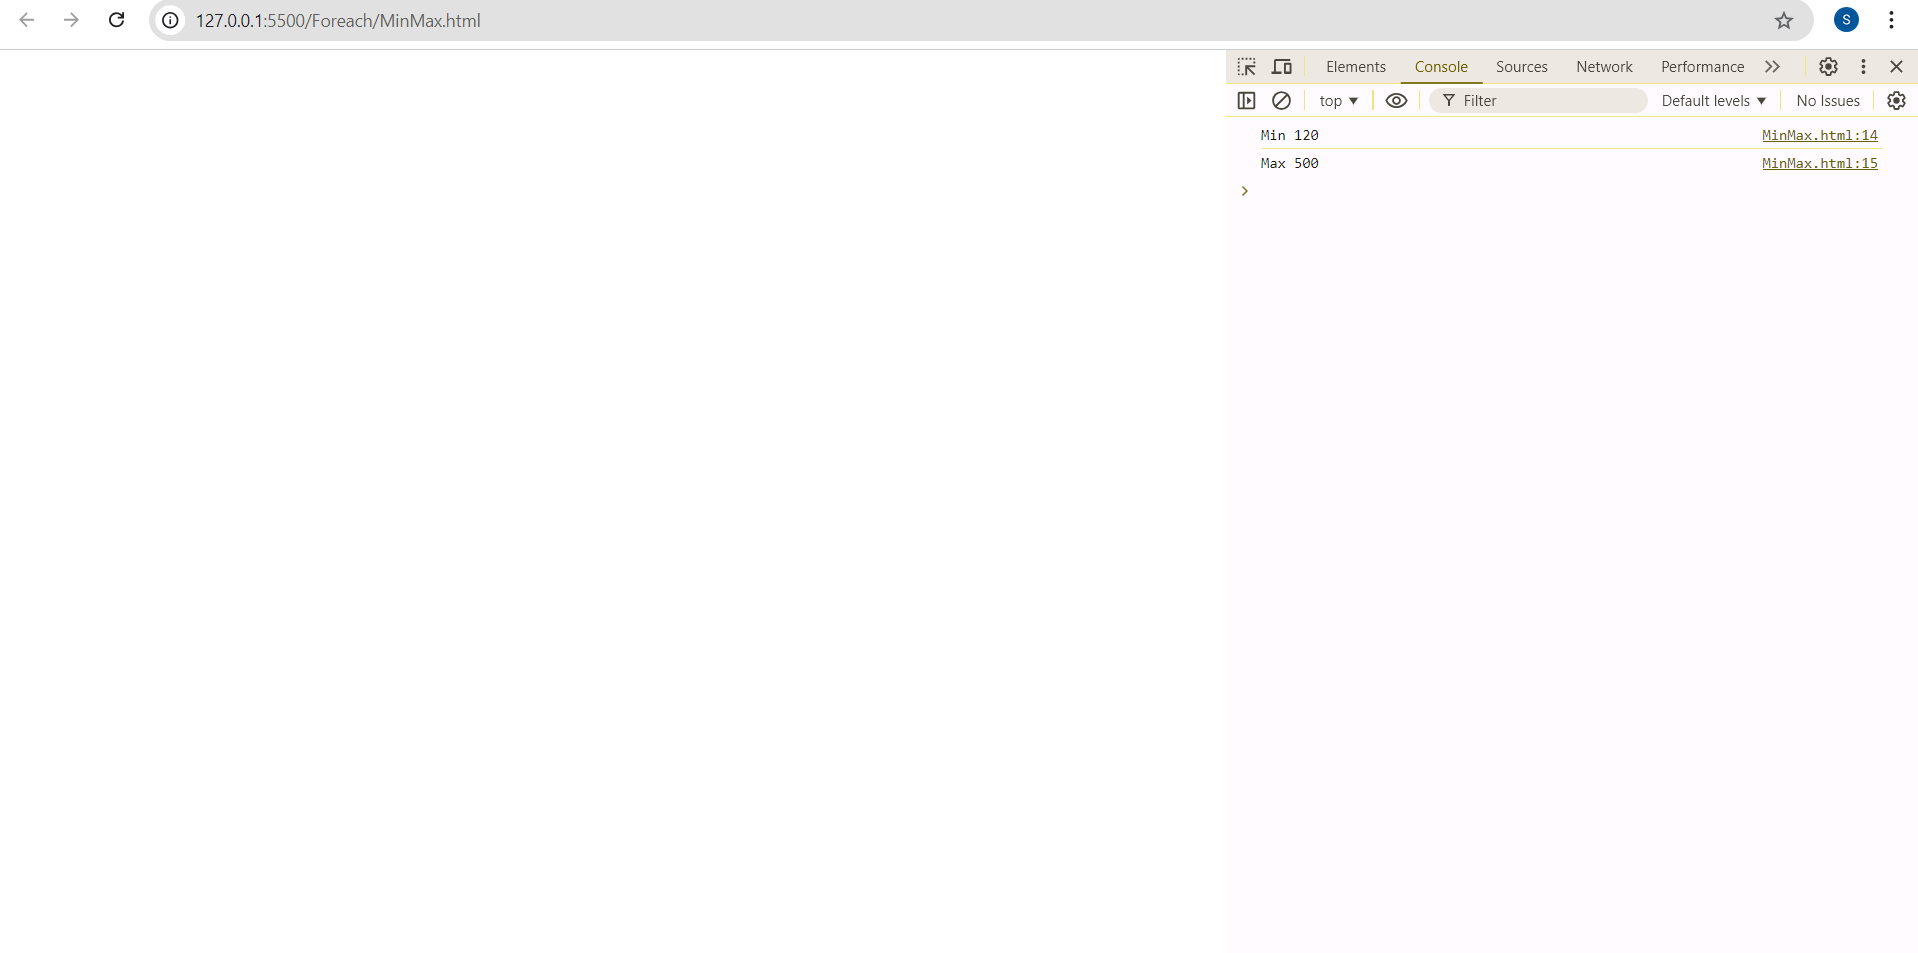 127.0.0.1:5500/Foreach/MinMax.html
S
Elements Console Sources Network Performance
top Filter Default levels No Issues
Min 120 MinMax.html:14
Max 500 MinMax.html:15